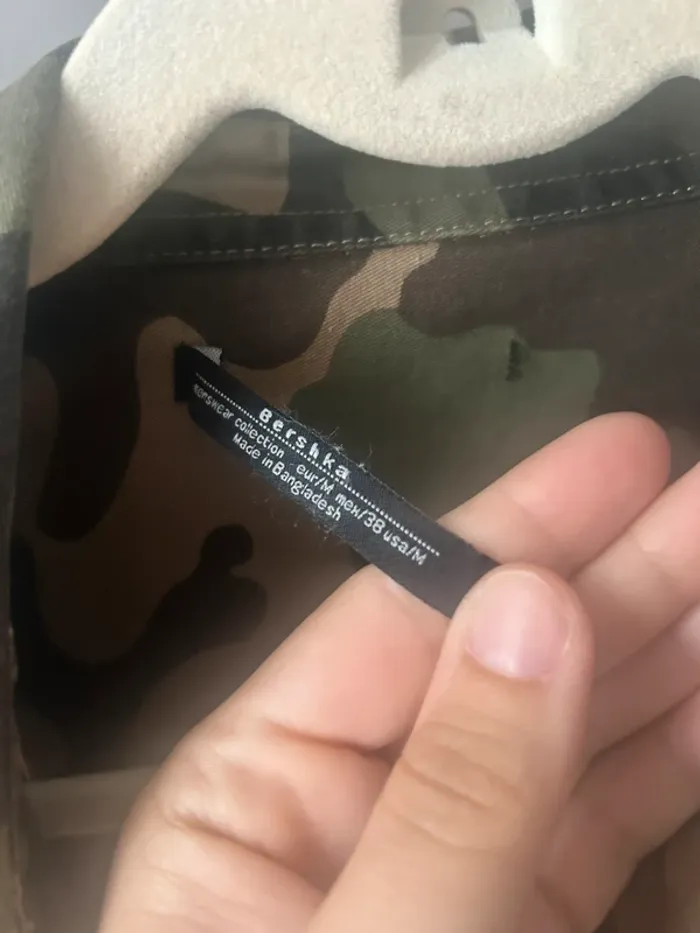 Bershka
menswear collection eur/M mex/38 usa/M
Made in Bangladesh